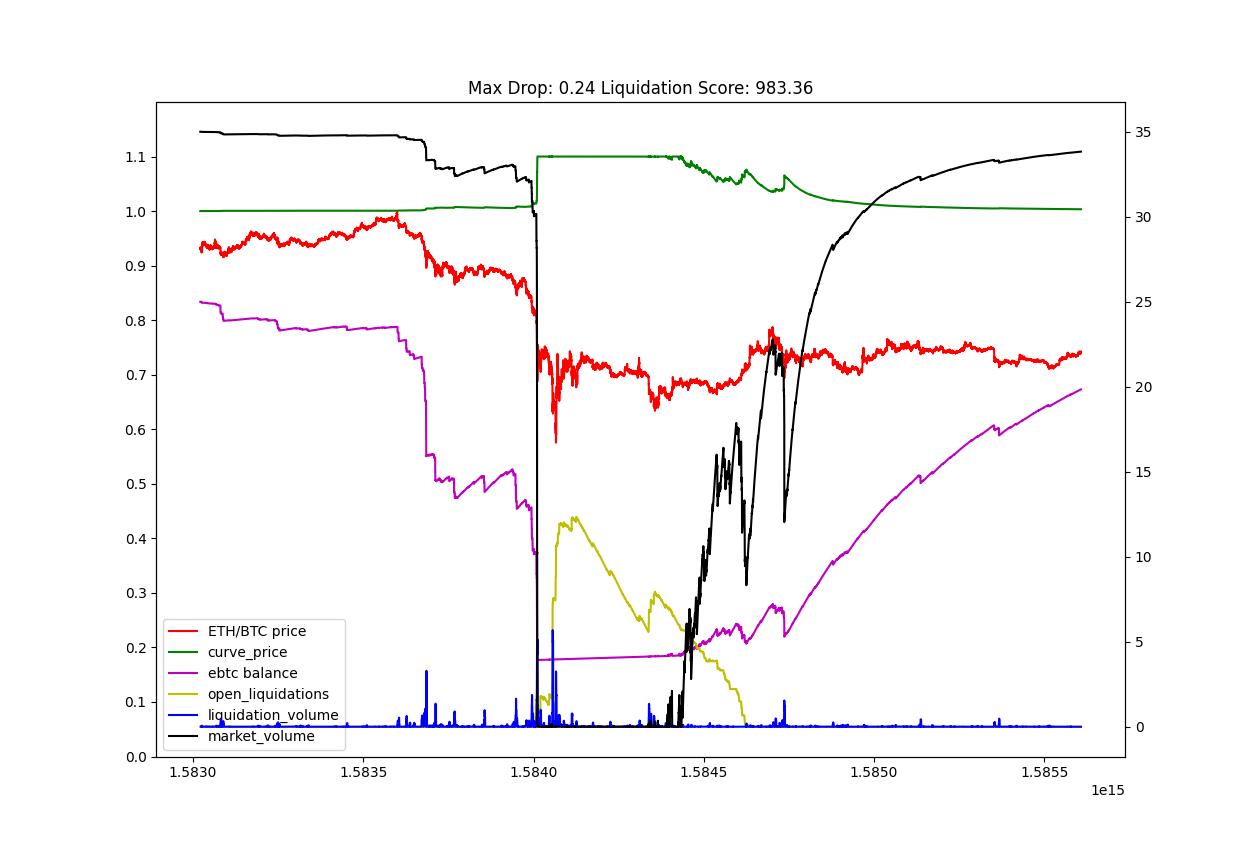 Max Drop: 0.24 Liquidation Score: 983.36
1.1
1.0
0.9
0.8
0.7
0.6
0.5
0.4
0.3
0.2
0.1
0.0
35
30
25
20
15
10
5
0
ETH/BTC price
curve_price
ebtc balance
open_liquidations
liquidation_volume
market_volume
1.5830 1.5835 1.5840 1.5845 1.5850 1.5855
1e15